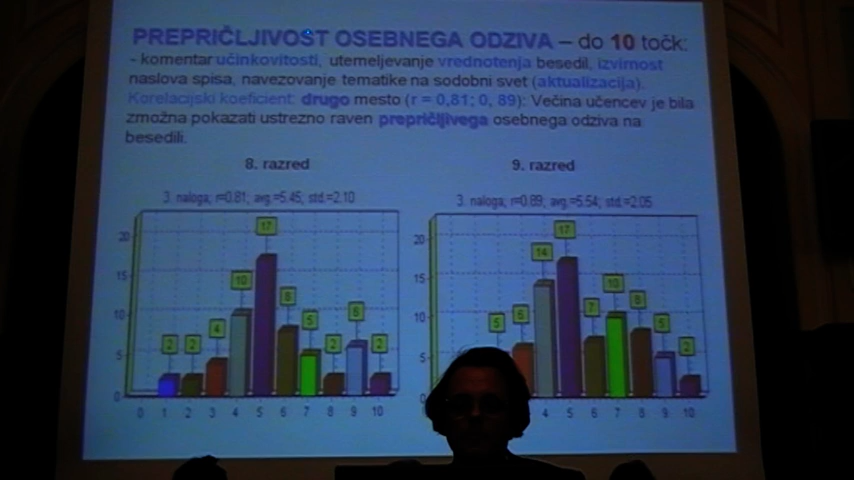 PREPRIČLJIVOST OSEBNEGA ODZIVA – do 10 točk:
- komentar učinkovitosti, utemeljevanje vrednotenja besedil, izvirnost
naslova spisa, navezovanje tematike na sodobni svet (aktualizacija).
Korelacijski koeficient: drugo mesto (r = 0,81; 0, 89): Večina učencev je bila
zmožna pokazati ustrezno raven prepričljivega osebnega odziva na
besedili.
8. razred
9. razred
3. naloga; r=0.81; avg.=5.45; std.=2.10
3. naloga; r=0.89; avg.=5.54; std.=2.05
20
15
10
5
0
2 2 4 10 17 5 2 2
0 1 2 3 4 5 6 7 8 9 10
20
15
10
5
0
5 14 17 7 10 5 2
4 5 6 7 8 9 10